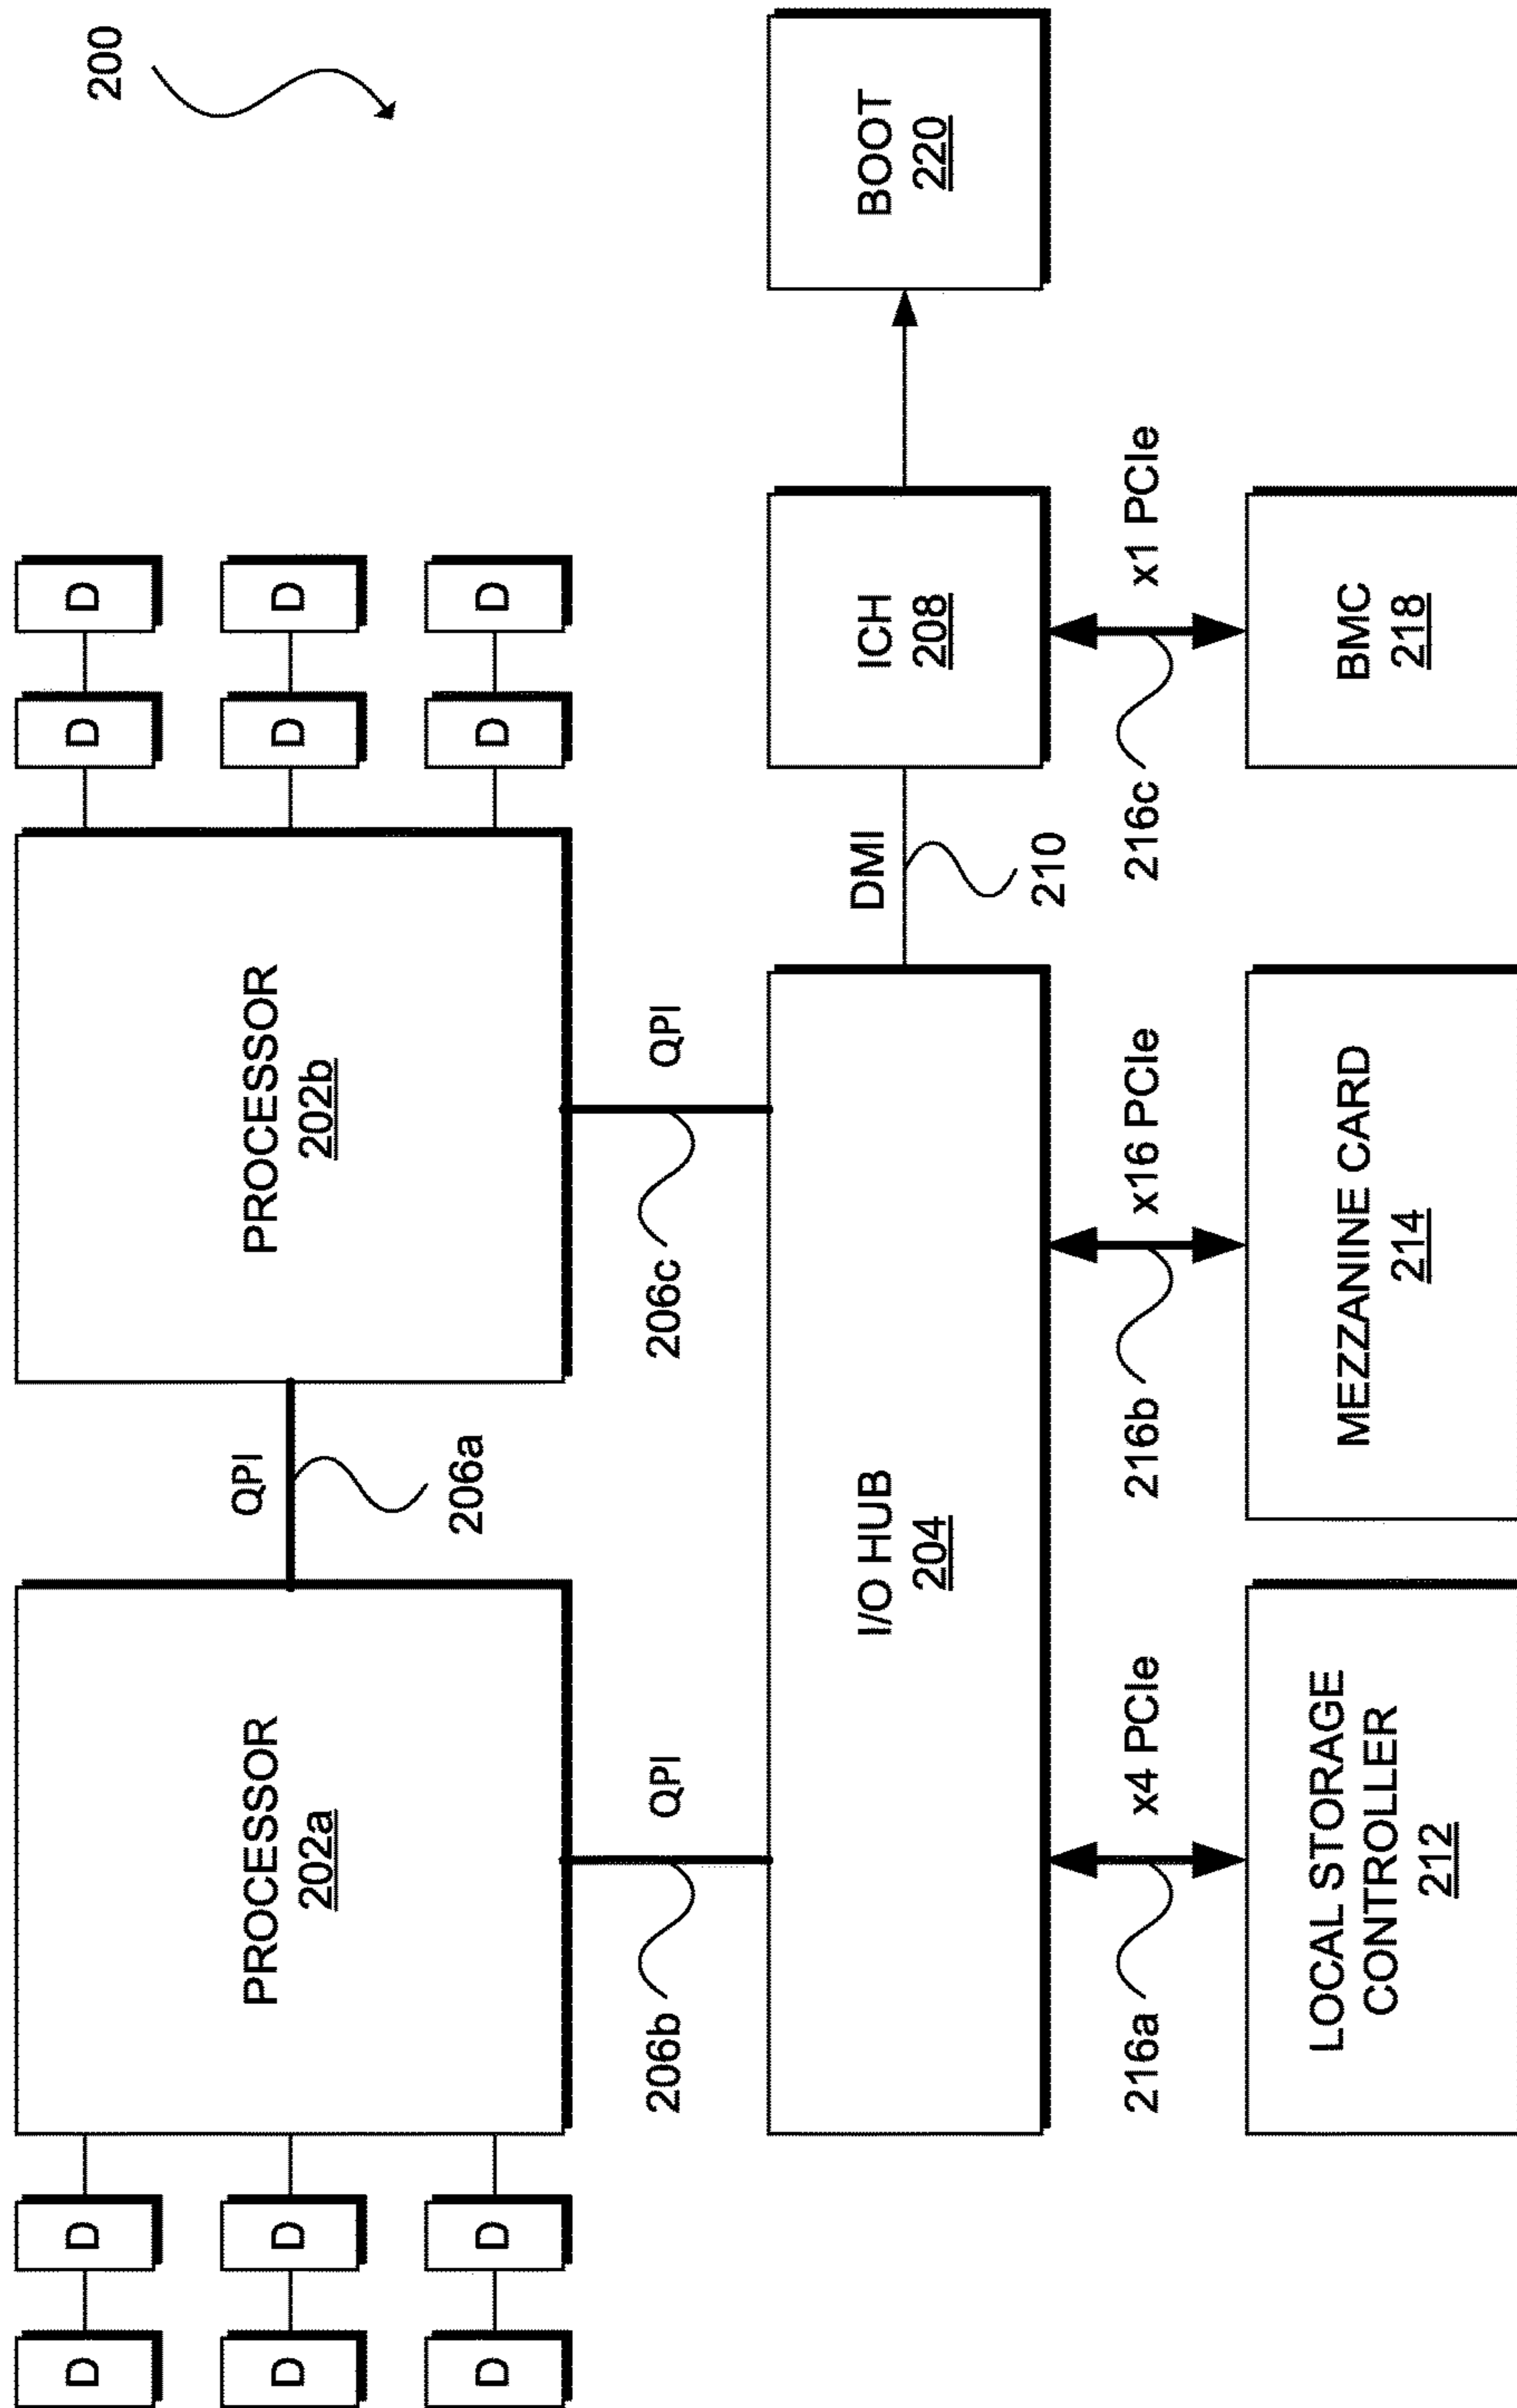 200
D
D
PROCESSOR
202a
QPI
206a
PROCESSOR
202b
D
D
D
D
D
D
D
D
D
D
206b
QPI
206c
QPI
I/O HUB
204
DMI
210
ICH
208
BOOT
220
216a
x4 PCIe
216b
x16 PCIe
216c
x1 PCIe
LOCAL STORAGE
CONTROLLER
212
MEZZANINE CARD
214
BMC
218